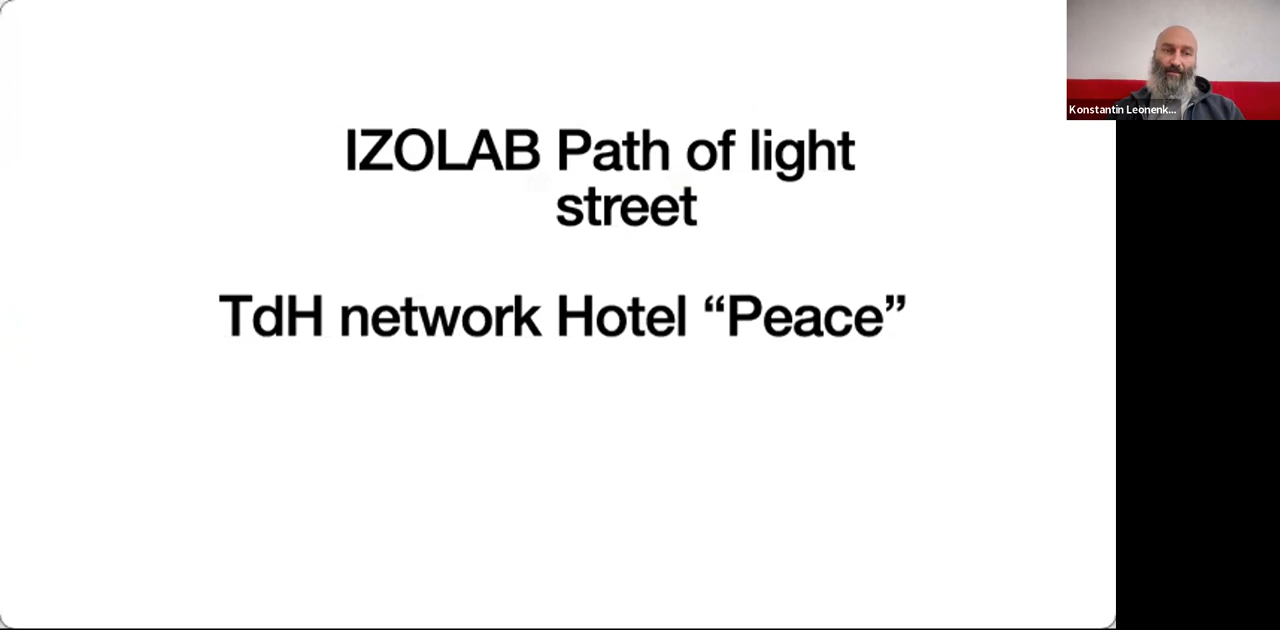 IZOLAB Path of light
street
TdH network Hotel “Peace”
Konstantin Leonenk...